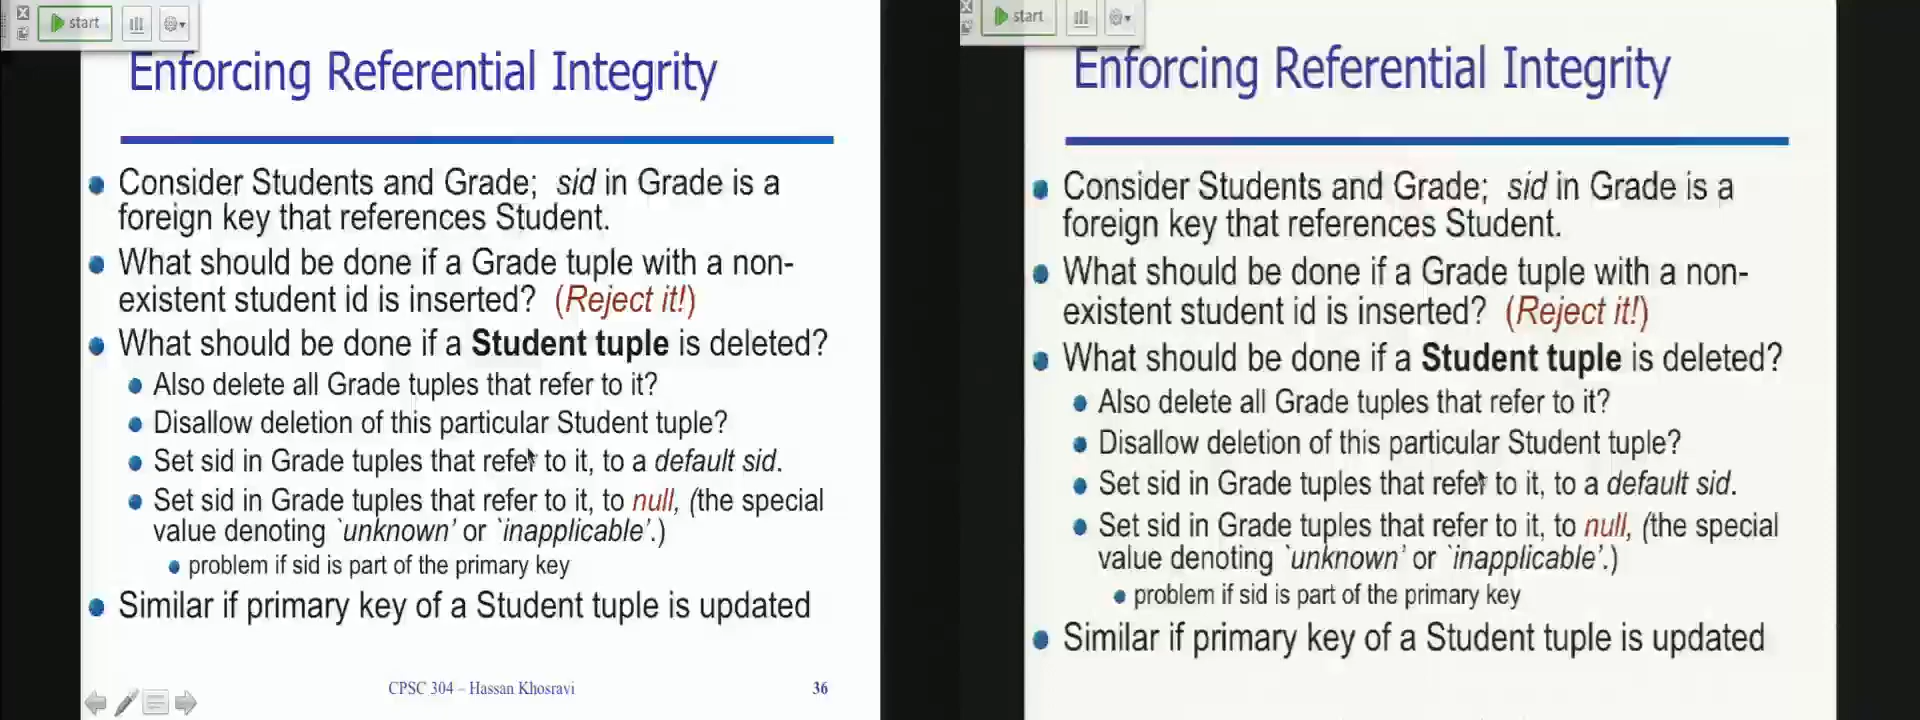 start
Enforcing Referential Integrity
Consider Students and Grade; sid in Grade is a
foreign key that references Student.
What should be done if a Grade tuple with a non-
existent student id is inserted? (Reject it!)
What should be done if a Student tuple is deleted?
Also delete all Grade tuples that refer to it?
Disallow deletion of this particular Student tuple?
Set sid in Grade tuples that refer to it, to a default sid.
Set sid in Grade tuples that refer to it, to null, (the special
value denoting `unknown' or `inapplicable'.)
problem if sid is part of the primary key
Similar if primary key of a Student tuple is updated
CPSC 304 – Hassan Khosravi
36
start
Enforcing Referential Integrity
Consider Students and Grade; sid in Grade is a
foreign key that references Student.
What should be done if a Grade tuple with a non-
existent student id is inserted? (Reject it!)
What should be done if a Student tuple is deleted?
Also delete all Grade tuples that refer to it?
Disallow deletion of this particular Student tuple?
Set sid in Grade tuples that refer to it, to a default sid.
Set sid in Grade tuples that refer to it, to null, (the special
value denoting `unknown' or `inapplicable'.)
problem if sid is part of the primary key
Similar if primary key of a Student tuple is updated